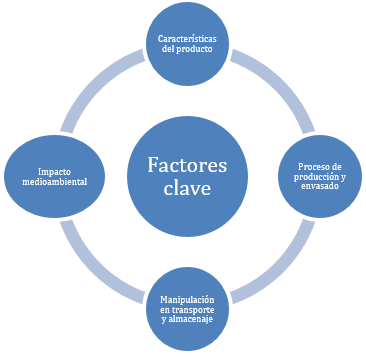 Características
del producto
Factores
clave
Proceso de
producción y
envasado
Manipulación
en transporte
y almacenaje
Impacto
medioambiental